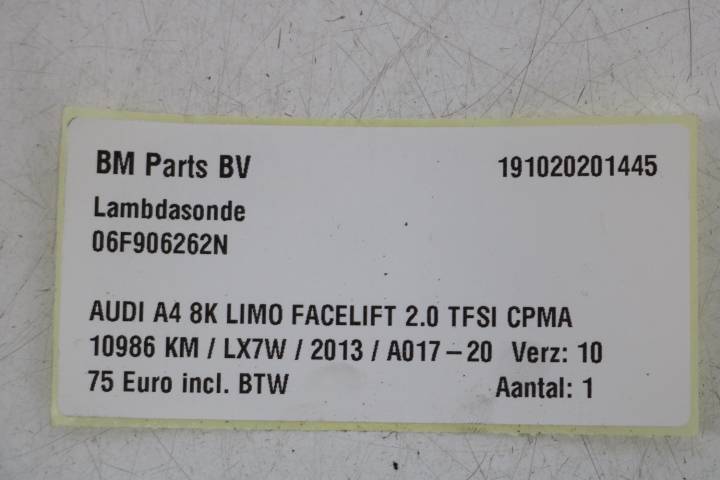 BM Parts BV 191020201445
Lambdasonde
06F906262N
AUDI A4 8K LIMO FACELIFT 2.0 TFSI CPMA
10986 KM / LX7W / 2013 / A017-20 Verz: 10
75 Euro incl. BTW Aantal: 1